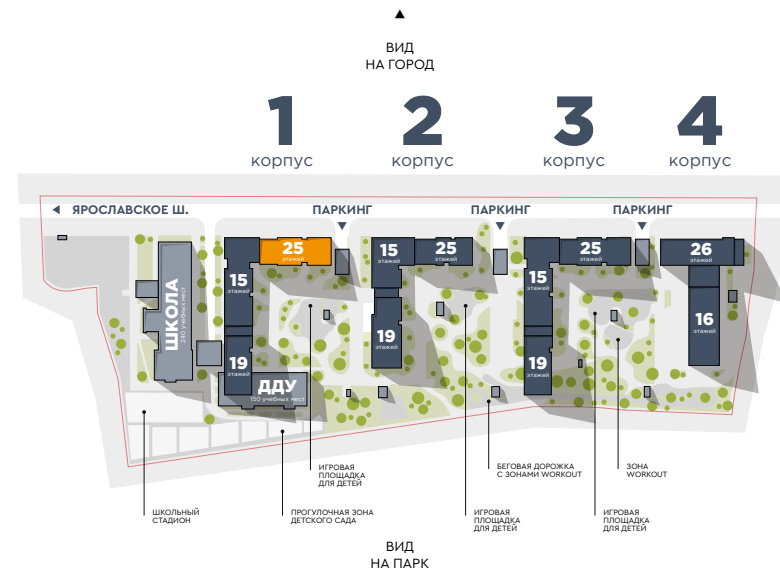 ВИД
НА ГОРОД
1
корпус
2
корпус
3
корпус
4
корпус
ЯРОСЛАВСКОЕ Ш.
ПАРКИНГ
ПАРКИНГ
ПАРКИНГ
ШКОЛА
240 учебных мест
15
этажей
25
этажей
19
этажей
ДДУ
150 учебных мест
15
этажей
25
этажей
19
этажей
15
этажей
25
этажей
19
этажей
26
этажей
16
этажей
ИГРОВАЯ
ПЛОЩАДКА
ДЛЯ ДЕТЕЙ
БЕГОВАЯ ДОРОЖКА
С ЗОНАМИ WORKOUT
ЗОНА
WORKOUT
ШКОЛЬНЫЙ
СТАДИОН
ПРОГУЛОЧНАЯ ЗОНА
ДЕТСКОГО САДА
ИГРОВАЯ
ПЛОЩАДКА
ДЛЯ ДЕТЕЙ
ИГРОВАЯ
ПЛОЩАДКА
ДЛЯ ДЕТЕЙ
ВИД
НА ПАРК